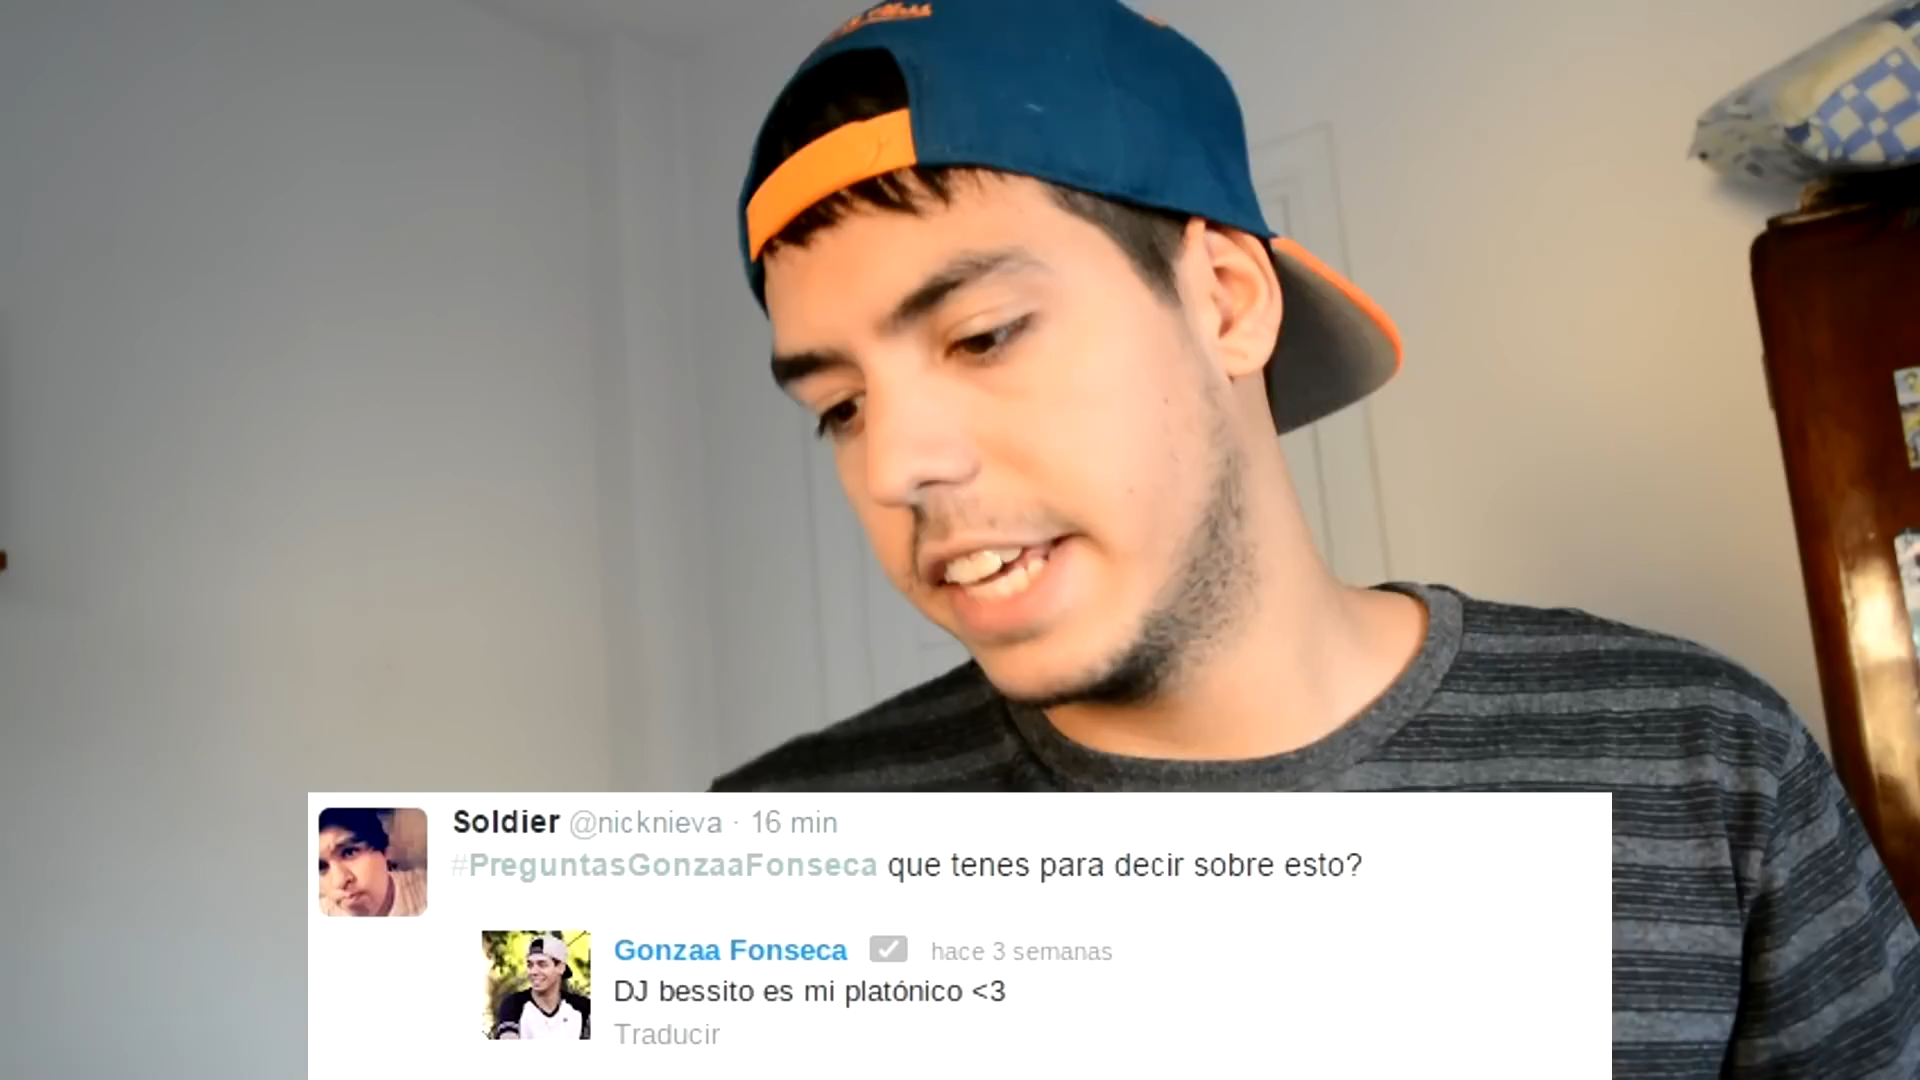 Soldier @nicknieva · 16 min
#PreguntasGonzaaFonseca que tenes para decir sobre esto?
Gonzaa Fonseca hace 3 semanas
DJ bessito es mi platónico <3
Traducir